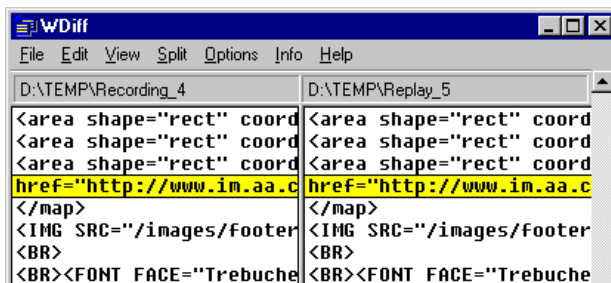 WDiff
File Edit View Split Options Info Help
D:\TEMP\Recording_4 D:\TEMP\Replay_5
<area shape="rect" coord <area shape="rect" coord
<area shape="rect" coord <area shape="rect" coord
<area shape="rect" coord <area shape="rect" coord
href="http://www.im.aa.c href="http://www.im.aa.c
</map> </map>
<IMG SRC="/images/footer <IMG SRC="/images/footer
<BR> <BR>
<BR><FONT FACE="Trebuche <BR><FONT FACE="Trebuche